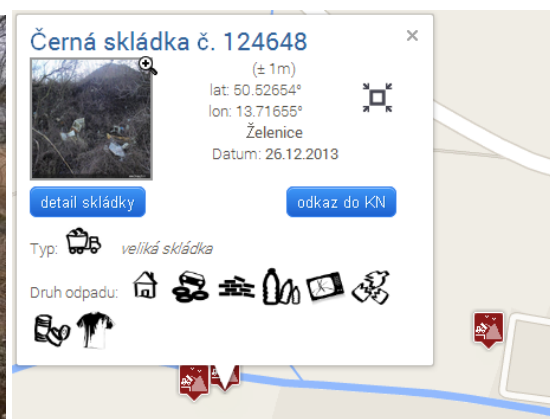 Černá skládka č. 124648
×
(± 1m)
lat: 50.52654°
lon: 13.71655°
Želenice
Datum: 26.12.2013
detail skládky
odkaz do KN
Typ:
veliká skládka
Druh odpadu: